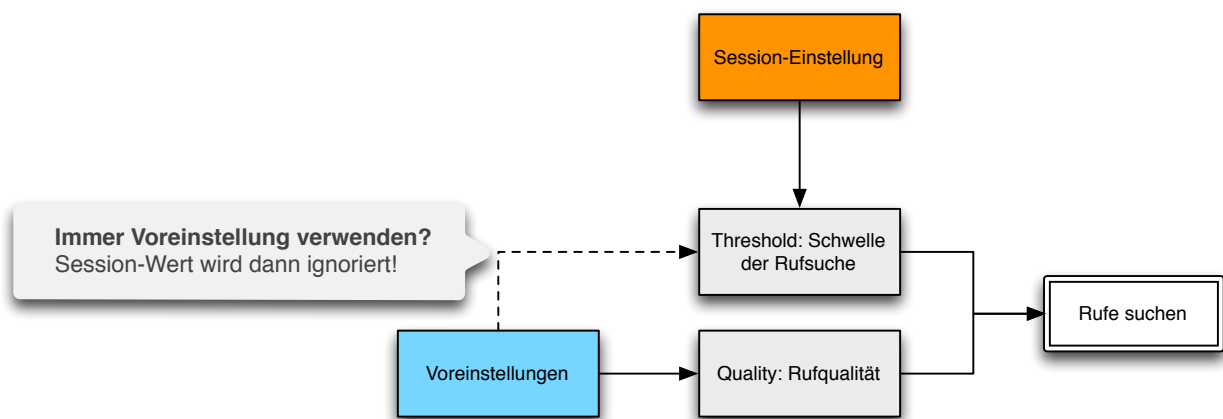 Session-Einstellung
Immer Voreinstellung verwenden?
Session-Wert wird dann ignoriert!
Threshold: Schwelle
der Rufsuche
Rufe suchen
Voreinstellungen
Quality: Rufqualität